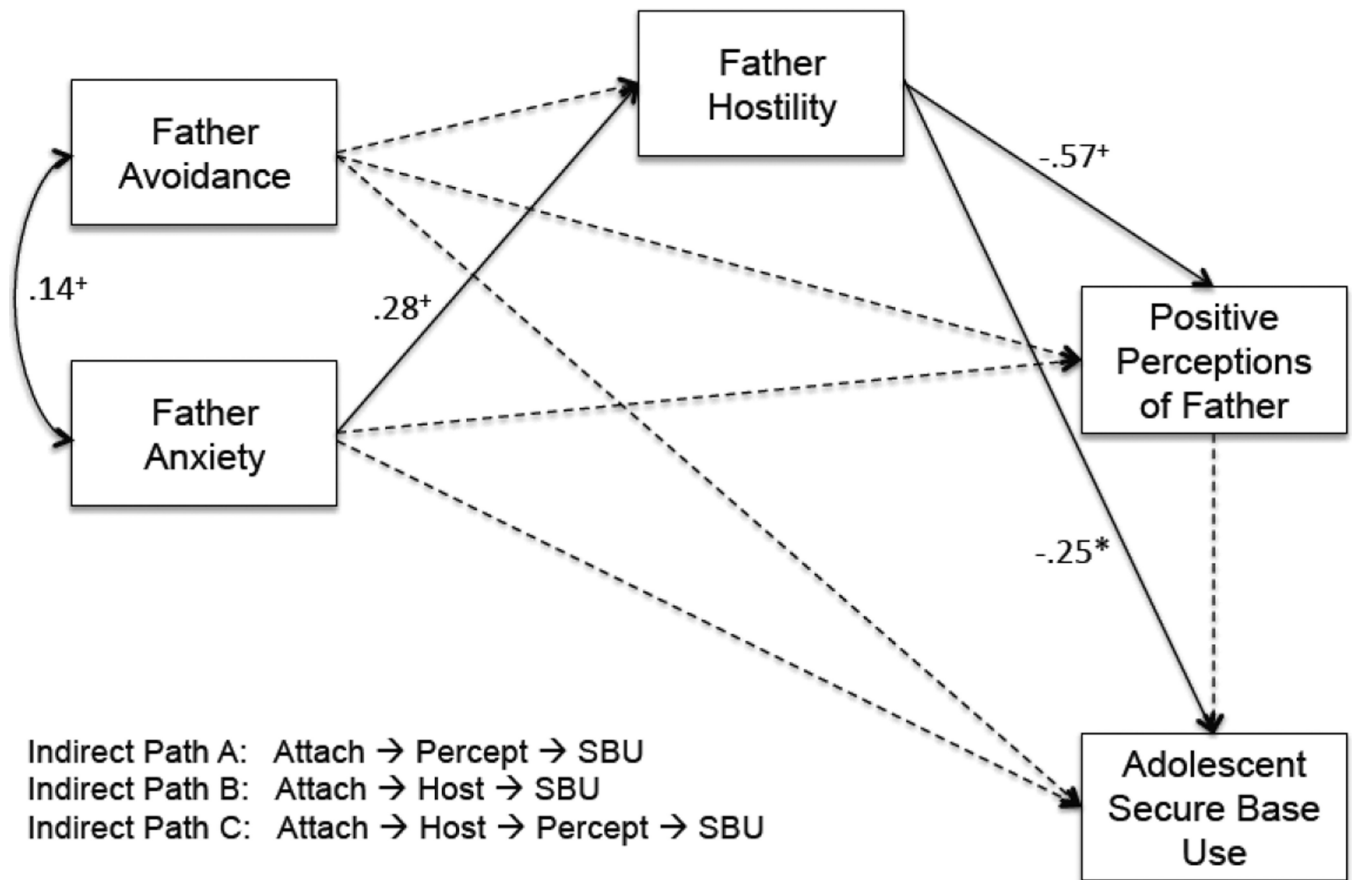 Father
Hostility
Father
Avoidance
-.57⁺
.14⁺
.28⁺
Positive
Perceptions
of Father
Father
Anxiety
-.25*
Indirect Path A: Attach → Percept → SBU
Indirect Path B: Attach → Host → SBU
Indirect Path C: Attach → Host → Percept → SBU
Adolescent
Secure Base
Use